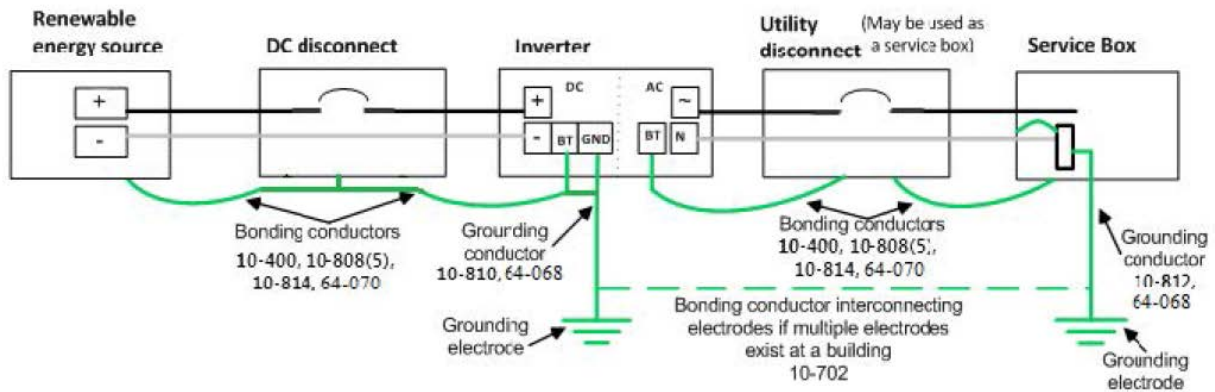 Renewable
energy source
DC disconnect
Inverter
Utility
disconnect
(May be used as
a service box)
Service Box
+
-
+
DC
AC
~
-
BT
GND
BT
N
Bonding conductors
10-400, 10-808(5),
10-814, 64-070
Grounding
conductor
10-810, 64-068
Bonding conductors
10-400, 10-808(5),
10-814, 64-070
Grounding
conductor
10-812,
64-068
Grounding
electrode
Bonding conductor interconnecting
electrodes if multiple electrodes
exist at a building
10-702
Grounding
electrode